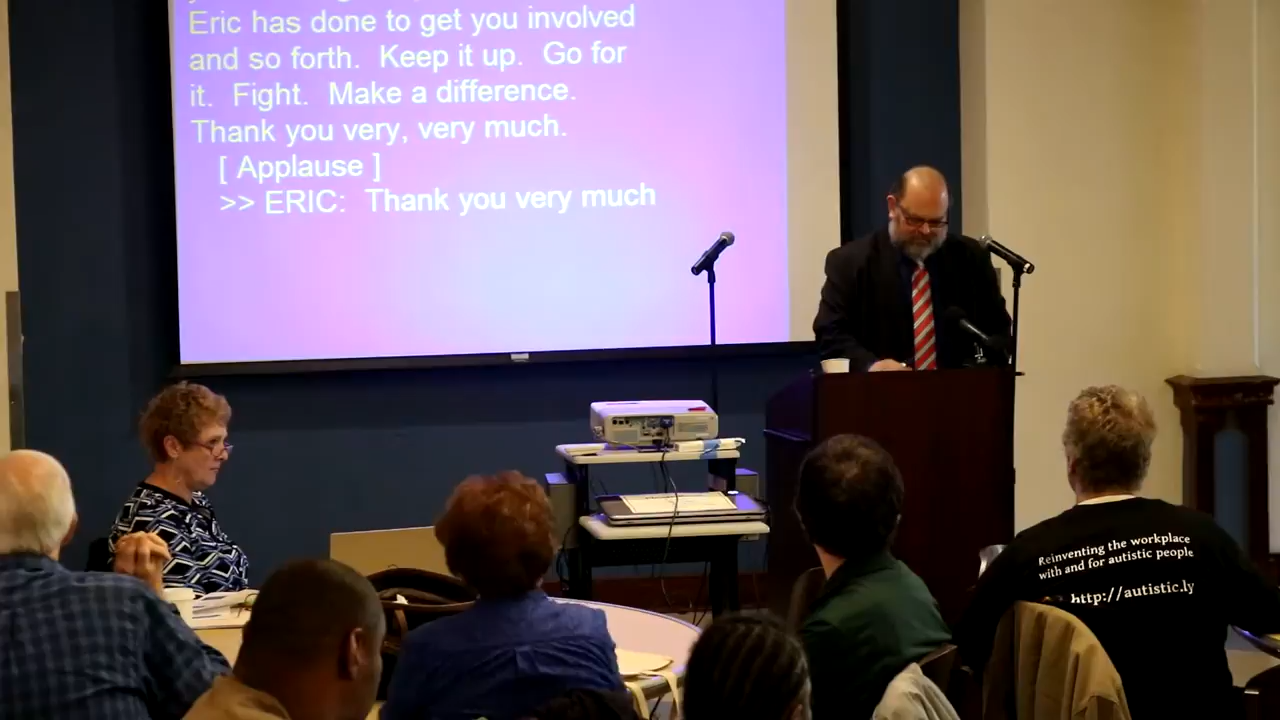 Eric has done to get you involved
and so forth.  Keep it up.  Go for
it.  Fight.  Make a difference.
Thank you very, very much.
[ Applause ]
>> ERIC:  Thank you very much
Reinventing the workplace
with and for autistic people
http://autistic.ly